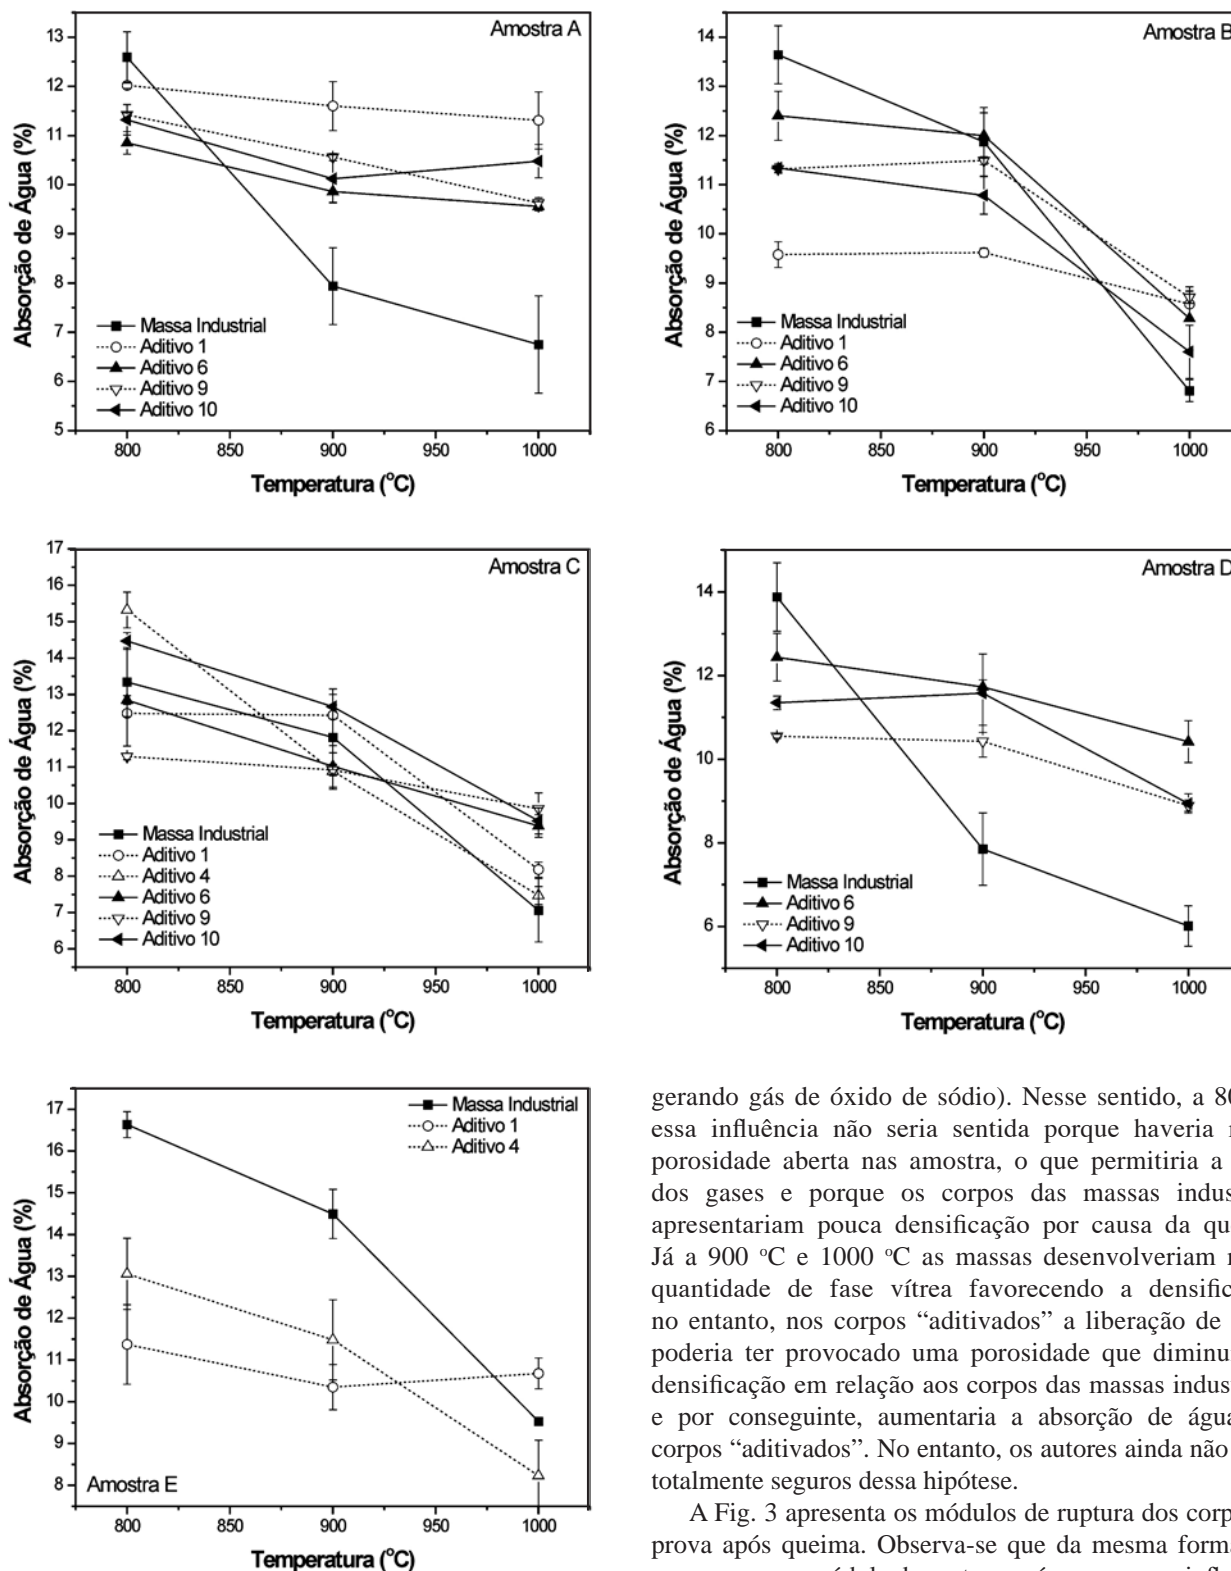 Amostra A
Absorção de Água (%)
13
12
11
10
9
8
7
6
5
Massa Industrial
Aditivo 1
Aditivo 6
Aditivo 9
Aditivo 10
800 850 900 950 1000
Temperatura (°C)
Amostra B
Absorção de Água (%)
14
13
12
11
10
9
8
7
6
Massa Industrial
Aditivo 1
Aditivo 6
Aditivo 9
Aditivo 10
800 850 900 950 1000
Temperatura (°C)
Amostra C
Absorção de Água (%)
17
16
15
14
13
12
11
10
9
8
7
6
Massa Industrial
Aditivo 1
Aditivo 4
Aditivo 6
Aditivo 9
Aditivo 10
800 850 900 950 1000
Temperatura (°C)
Amostra D
Absorção de Água (%)
14
12
10
8
6
Massa Industrial
Aditivo 6
Aditivo 9
Aditivo 10
800 850 900 950 1000
Temperatura (°C)
Massa Industrial
Aditivo 1
Aditivo 4
Absorção de Água (%)
17
16
15
14
13
12
11
10
9
8
Amostra E
800 850 900 950 1000
Temperatura (°C)
gerando gás de óxido de sódio). Nesse sentido, a
essa influência não seria sentida porque haveria
porosidade aberta nas amostra, o que permitiria a
dos gases e porque os corpos das massas
apresentariam pouca densificação por causa da
Já a 900 °C e 1000 °C as massas desenvolveriam
quantidade de fase vítrea favorecendo a
no entanto, nos corpos “aditivados” a liberação de
poderia ter provocado uma porosidade que
densificação em relação aos corpos das massas
e por conseguinte, aumentaria a absorção de água
corpos “aditivados”. No entanto, os autores ainda não
totalmente seguros dessa hipótese.
A Fig. 3 apresenta os módulos de ruptura dos
prova após queima. Observa-se que da mesma forma